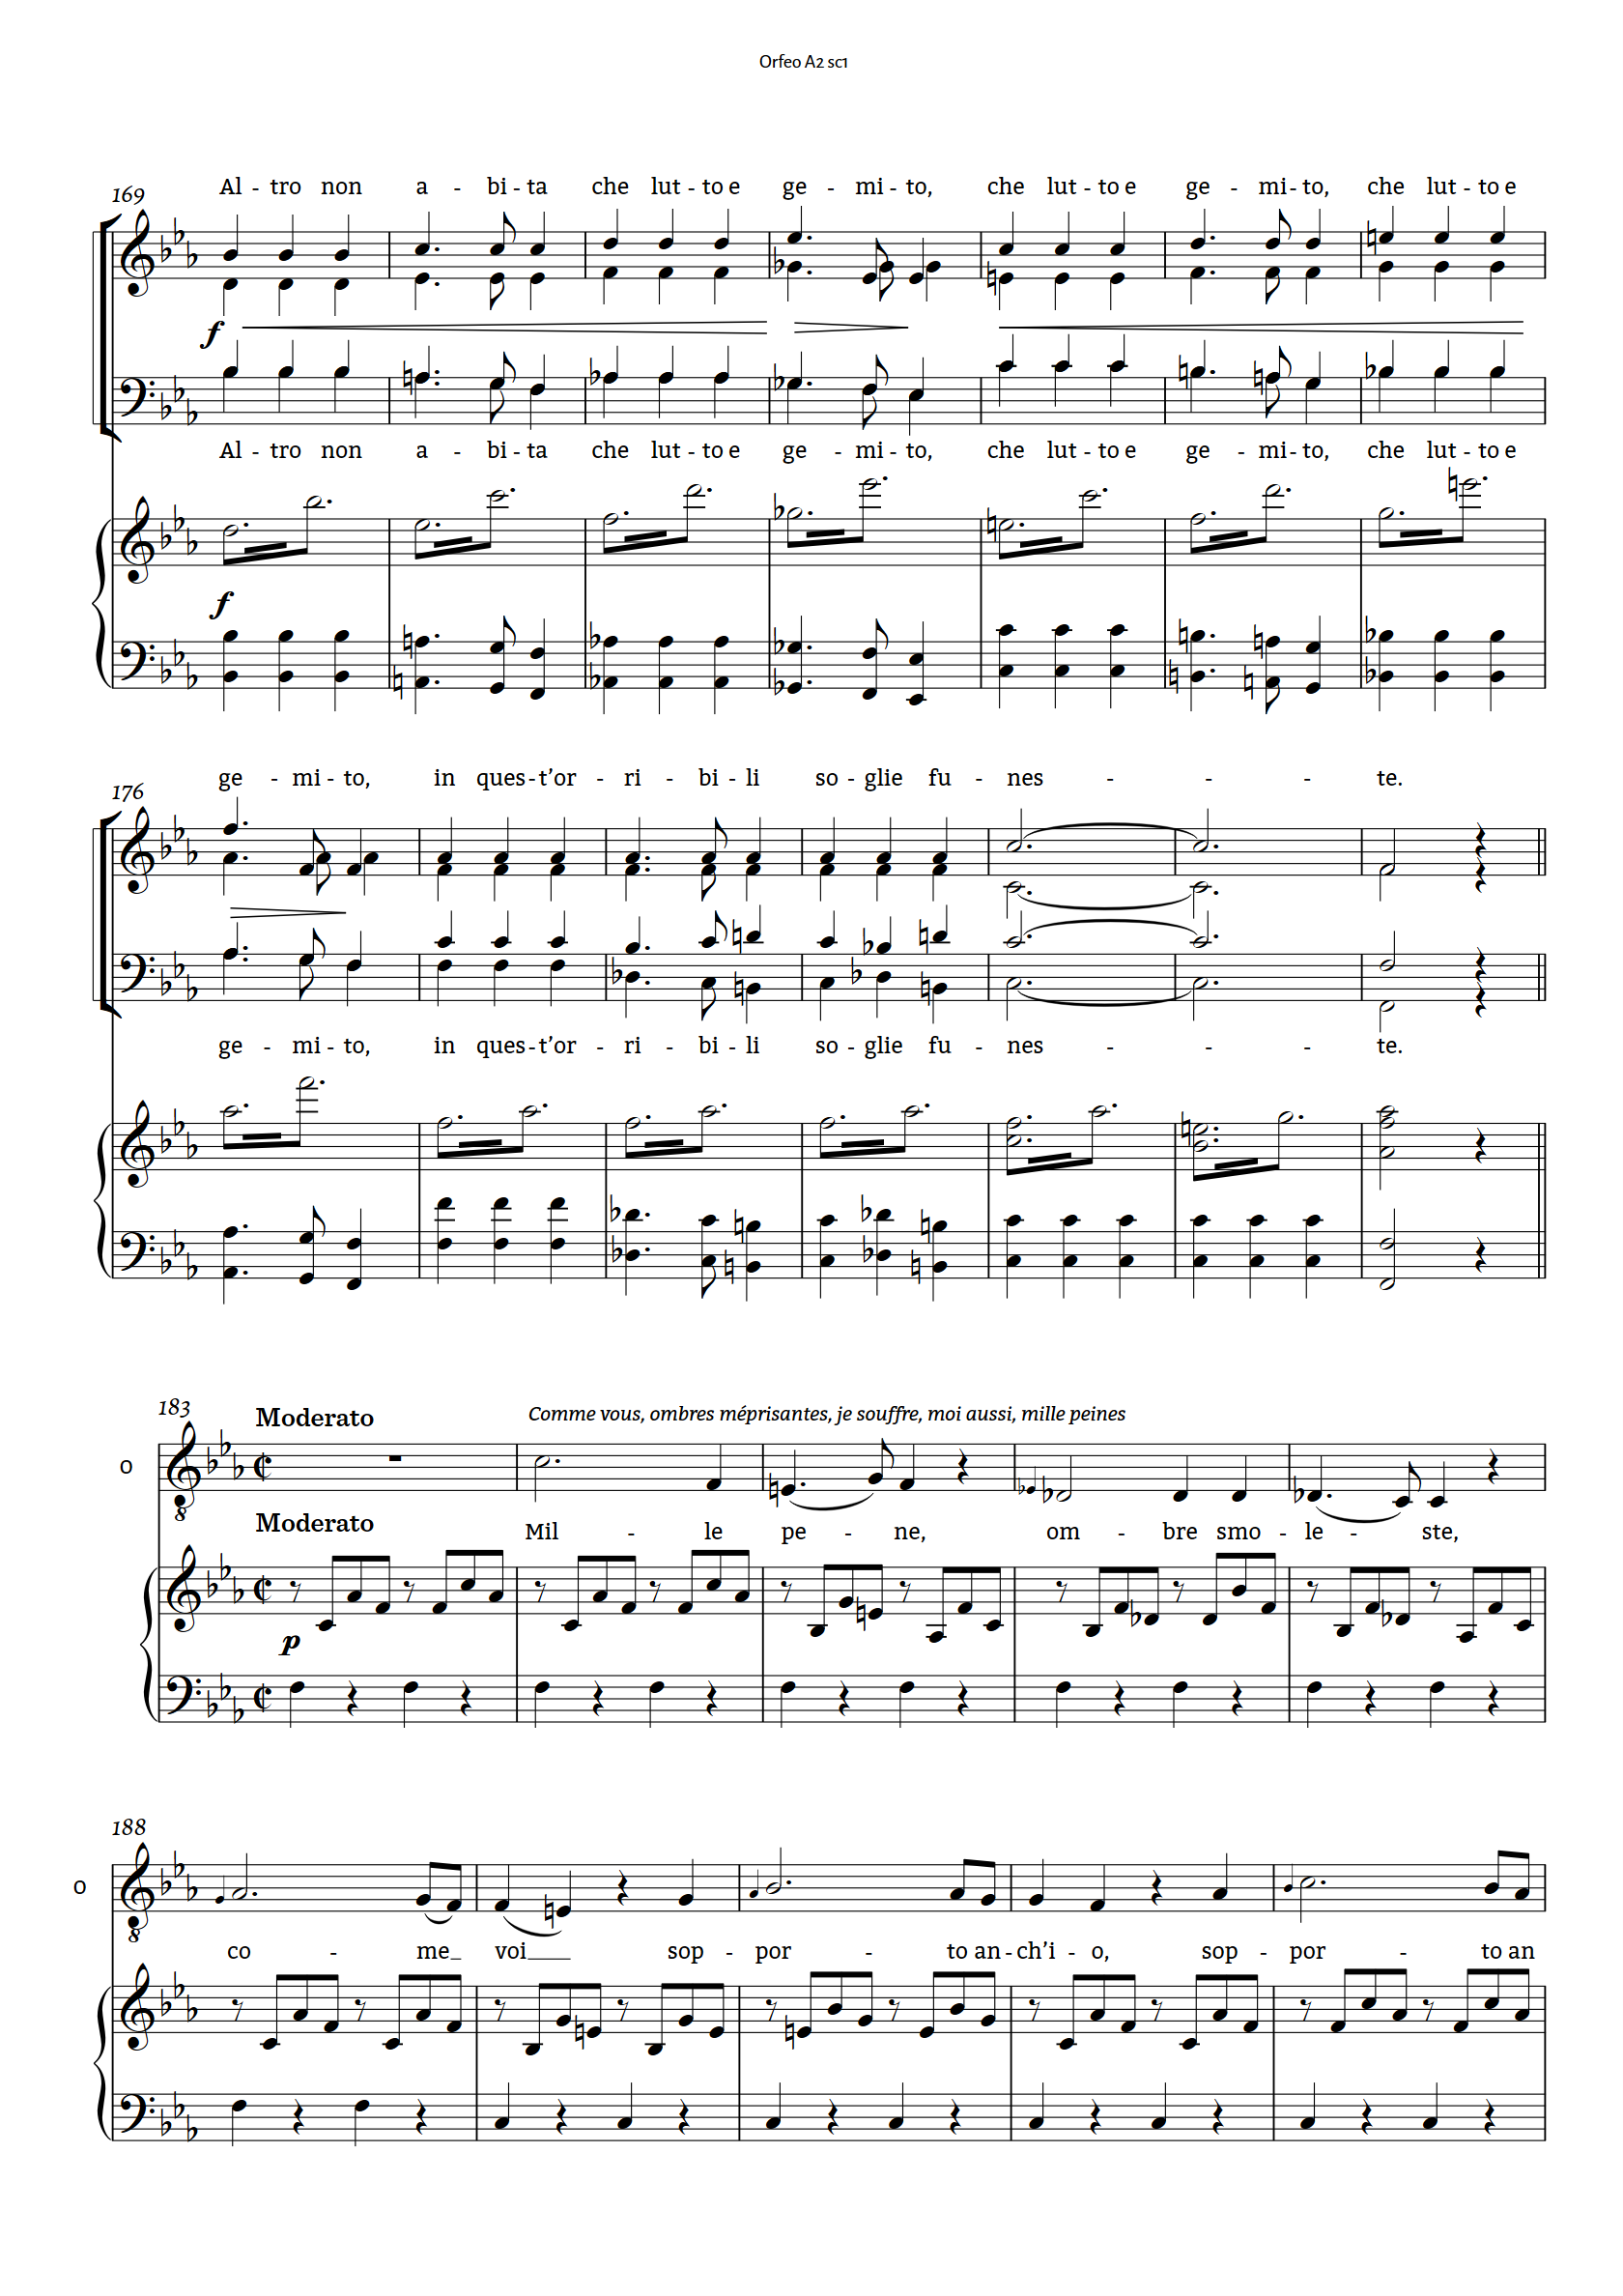 Orfeo A2 sc1
169
Al - tro non a - bi - ta che lut - to e ge - mi - to, che lut - to e ge - mi - to, che lut - to e
f
Al - tro non a - bi - ta che lut - to e ge - mi - to, che lut - to e ge - mi - to, che lut - to e
f
176
ge - mi - to, in ques - t’or - ri - bi - li so - glie fu - nes - - - te.
ge - mi - to, in ques - t’or - ri - bi - li so - glie fu - nes - - - te.
183
Moderato
Comme vous, ombres méprisantes, je souffre, moi aussi, mille peines
o
8
Mil - le pe - ne, om - bre smo - le - ste,
Moderato
p
188
o
8
co - me_ voi___ sop - por - to an - ch’i - o, sop - por - to an